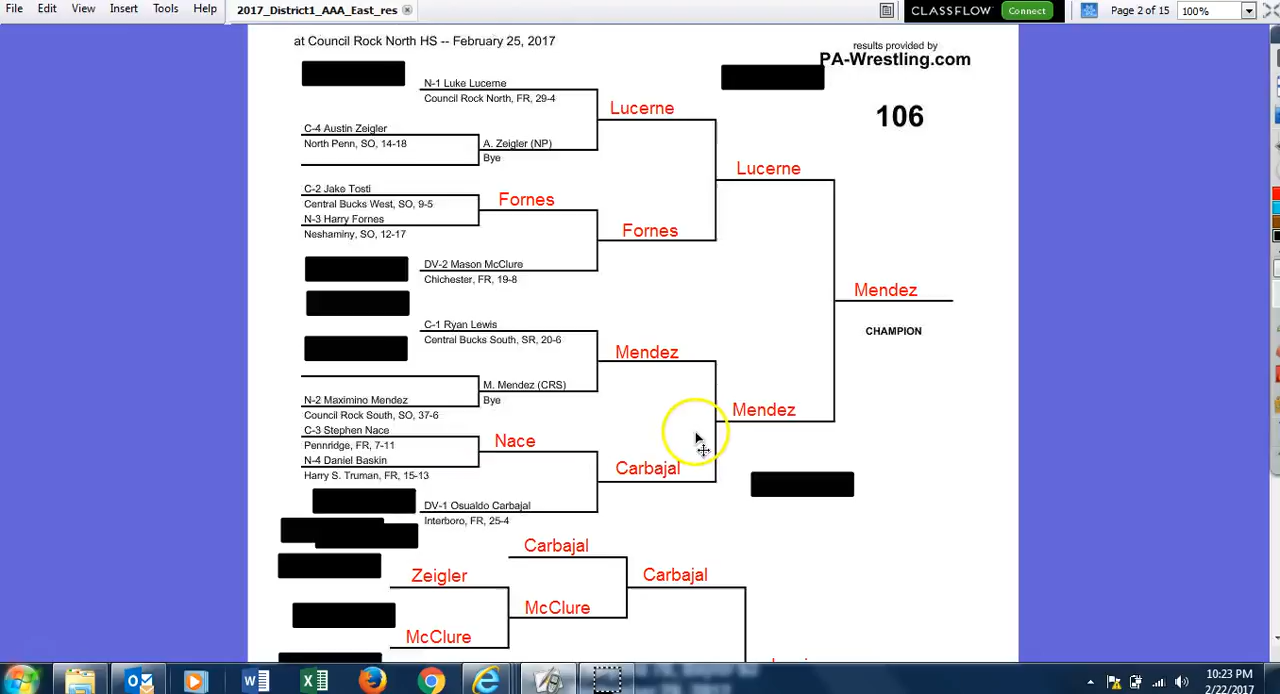 File Edit View Insert Tools Help
2017_District1_AAA_East_res
CLASSFLOW Connect
Page 2 of 15
100%
at Council Rock North HS -- February 25, 2017
results provided by
PA-Wrestling.com
106
N-1 Luke Lucerne
Council Rock North, FR, 29-4
Lucerne
C-4 Austin Zeigler
North Penn, SO, 14-18
A. Zeigler (NP)
Bye
Lucerne
C-2 Jake Tosti
Central Bucks West, SO, 9-5
Fornes
N-3 Harry Fornes
Neshaminy, SO, 12-17
Fornes
DV-2 Mason McClure
Chichester, FR, 19-8
Mendez
CHAMPION
C-1 Ryan Lewis
Central Bucks South, SR, 20-6
Mendez
M. Mendez (CRS)
Bye
N-2 Maximino Mendez
Council Rock South, SO, 37-6
Mendez
C-3 Stephen Nace
Pennridge, FR, 7-11
Nace
N-4 Daniel Baskin
Harry S. Truman, FR, 15-13
Carbajal
DV-1 Osualdo Carbajal
Interboro, FR, 25-4
Carbajal
Zeigler
Carbajal
McClure
McClure
10:23 PM
2/22/2017